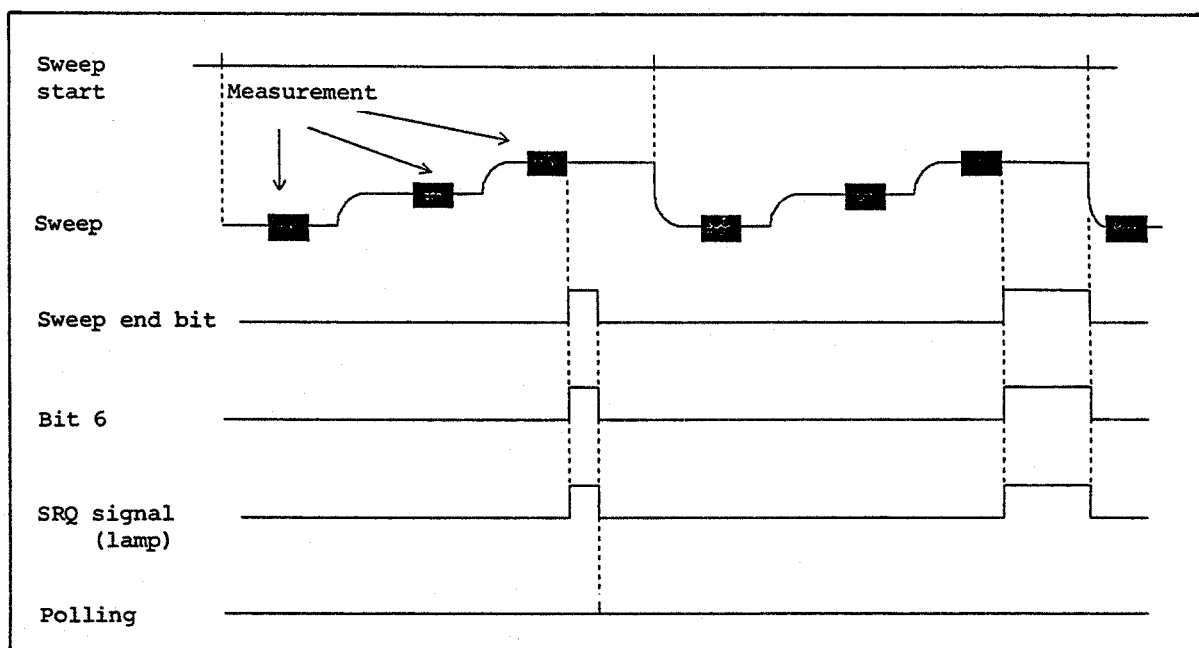 Sweep
start
Measurement
Sweep
Sweep end bit
Bit 6
SRQ signal
(lamp)
Polling